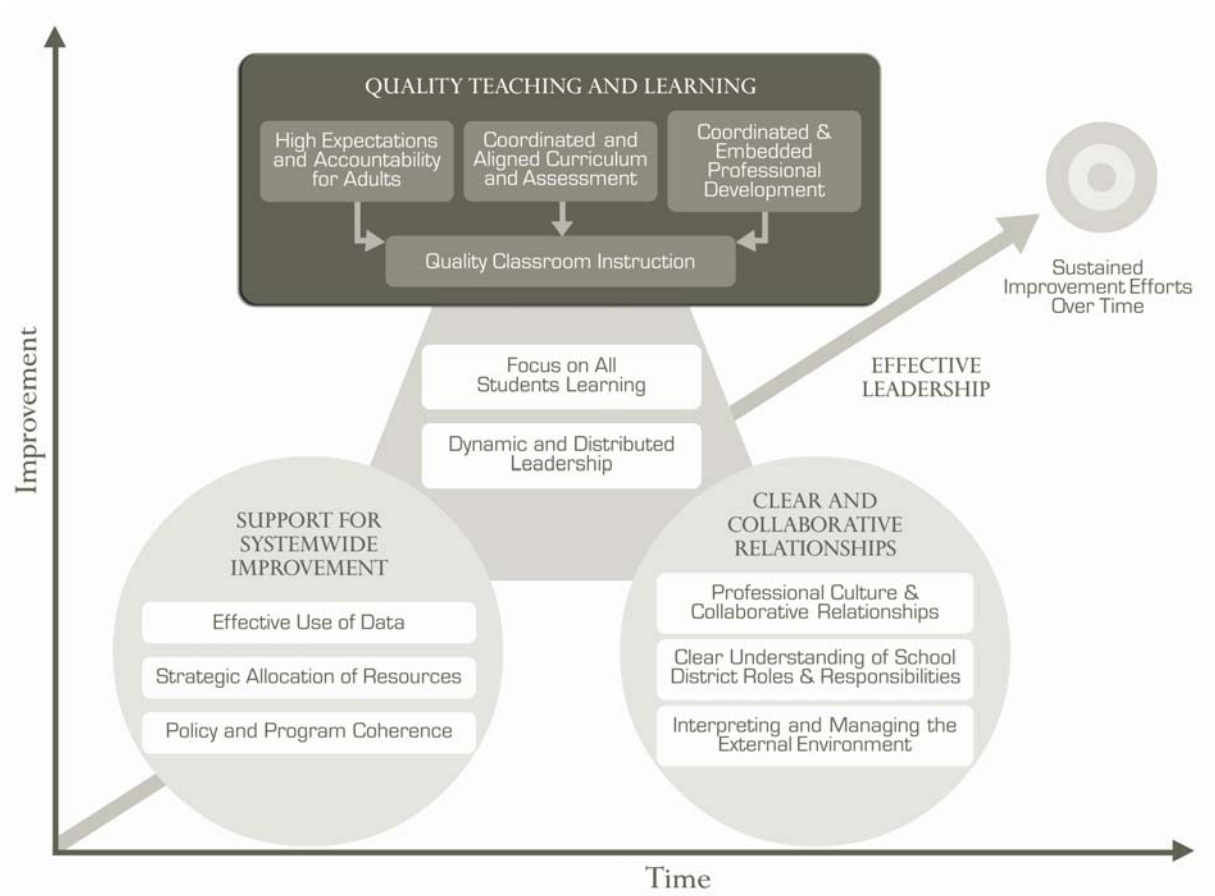 QUALITY TEACHING AND LEARNING
High Expectations
and Accountability
for Adults
Coordinated and
Aligned Curriculum
and Assessment
Coordinated &
Embedded
Professional
Development
Quality Classroom Instruction
Sustained
Improvement Efforts
Over Time
Focus on All
Students Learning
EFFECTIVE
LEADERSHIP
Dynamic and Distributed
Leadership
Improvement
SUPPORT FOR
SYSTEMWIDE
IMPROVEMENT
Effective Use of Data
Strategic Allocation of Resources
Policy and Program Coherence
CLEAR AND
COLLABORATIVE
RELATIONSHIPS
Professional Culture &
Collaborative Relationships
Clear Understanding of School
District Roles & Responsibilities
Interpreting and Managing the
External Environment
Time